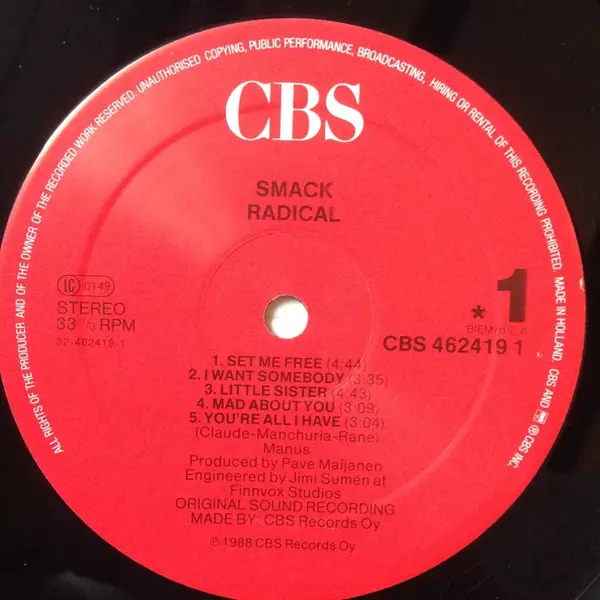 ALL RIGHTS OF THE PRODUCER AND OF THE OWNER OF THE RECORDED WORK RESERVED. UNAUTHORISED COPYING, PUBLIC PERFORMANCE, BROADCASTING, HIRING OR RENTAL OF THIS RECORDING PROHIBITED. MADE IN HOLLAND. CBS AND ℗ CBS INC.
CBS
SMACK
RADICAL
LC 0149
STEREO
33⅓ RPM
32-462419-1
* 1
BIEM/n©b
CBS 462419 1
1. SET ME FREE (4:44)
2. I WANT SOMEBODY (3:35)
3. LITTLE SISTER (4:43)
4. MAD ABOUT YOU (3:09)
5. YOU'RE ALL I HAVE (3:04)
(Claude-Manchuria-Rane)
Manus
Produced by Pave Maijanen
Engineered by Jimi Sumén at
Finnvox Studios
ORIGINAL SOUND RECORDING
MADE BY: CBS Records Oy
℗ 1988 CBS Records Oy